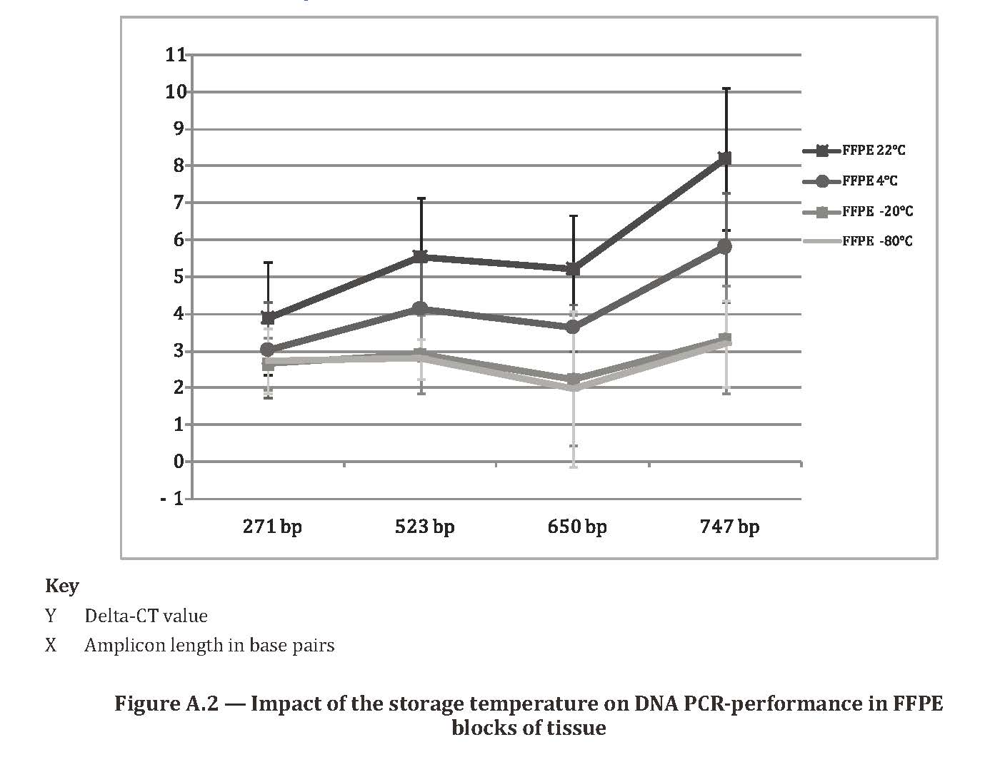 11
10
9
8
7
6
5
4
3
2
1
0
- 1
271 bp 523 bp 650 bp 747 bp
FFPE 22°C
FFPE 4°C
FFPE -20°C
FFPE -80°C
Key
Y Delta-CT value
X Amplicon length in base pairs
Figure A.2 — Impact of the storage temperature on DNA PCR-performance in FFPE
blocks of tissue